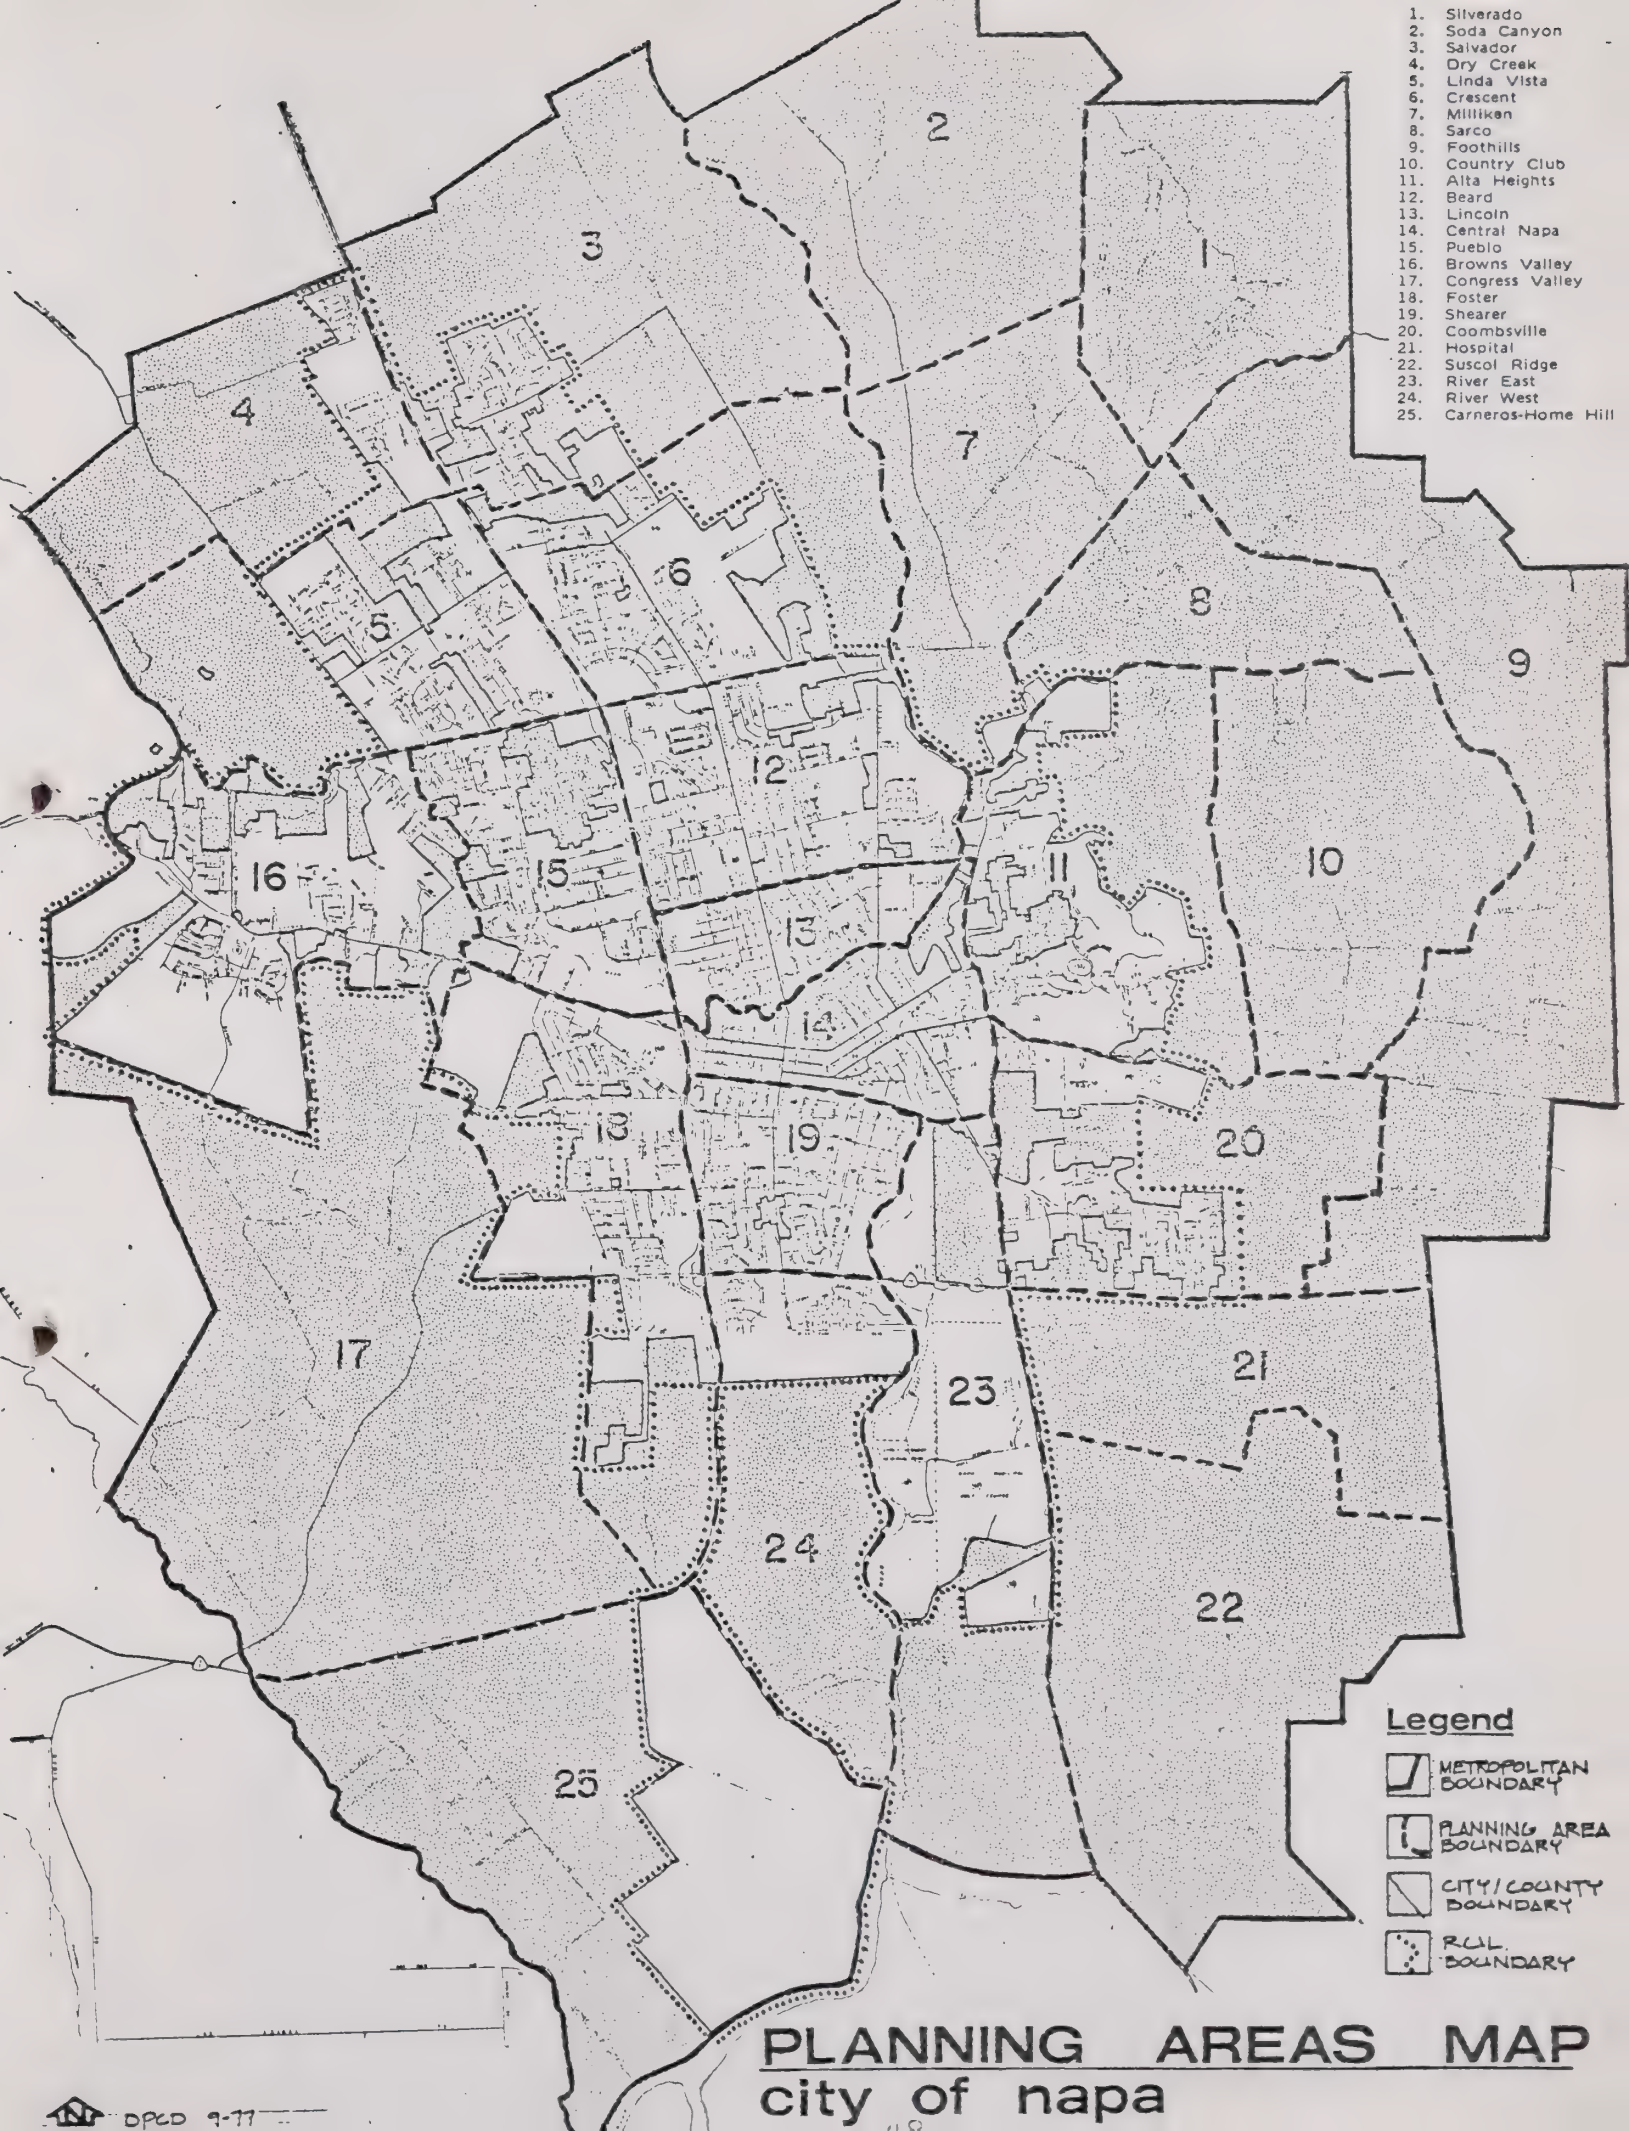 1. Silverado
2. Soda Canyon
3. Salvador
4. Dry Creek
5. Linda Vista
6. Crescent
7. Milliken
8. Sarco
9. Foothills
10. Country Club
11. Alta Heights
12. Beard
13. Lincoln
14. Central Napa
15. Pueblo
16. Browns Valley
17. Congress Valley
18. Foster
19. Shearer
20. Coombsville
21. Hospital
22. Suscol Ridge
23. River East
24. River West
25. Carneros-Home Hill
2
1
3
4
7
6
5
8
9
12
10
11
16
15
13
14
18
19
20
17
21
23
24
22
25
Legend
METROPOLITAN
BOUNDARY
PLANNING AREA
BOUNDARY
CITY/COUNTY
BOUNDARY
RUL
BOUNDARY
PLANNING AREAS MAP
city of napa
N DPCD 9-77